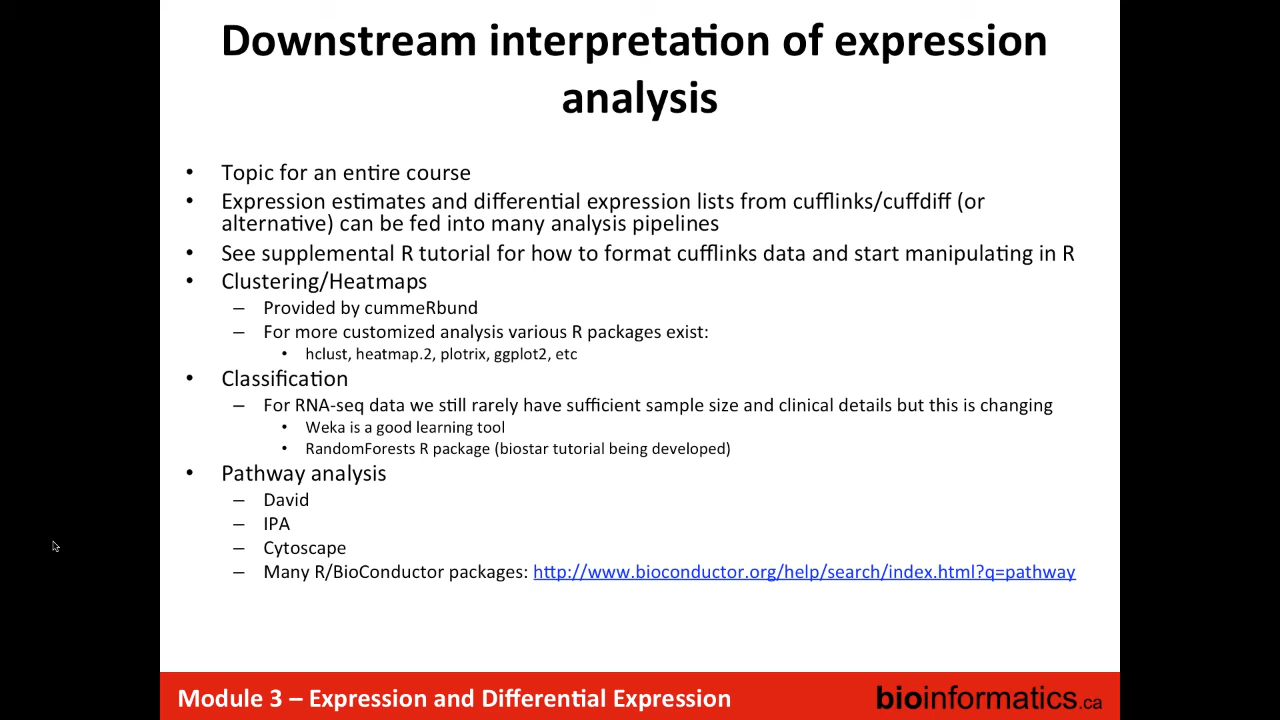 Downstream interpretation of expression
analysis
• Topic for an entire course
• Expression estimates and differential expression lists from cufflinks/cuffdiff (or
alternative) can be fed into many analysis pipelines
• See supplemental R tutorial for how to format cufflinks data and start manipulating in R
• Clustering/Heatmaps
– Provided by cummeRbund
– For more customized analysis various R packages exist:
• hclust, heatmap.2, plotrix, ggplot2, etc
• Classification
– For RNA-seq data we still rarely have sufficient sample size and clinical details but this is changing
• Weka is a good learning tool
• RandomForests R package (biostar tutorial being developed)
• Pathway analysis
– David
– IPA
– Cytoscape
– Many R/BioConductor packages: http://www.bioconductor.org/help/search/index.html?q=pathway
Module 3 – Expression and Differential Expression
bioinformatics.ca